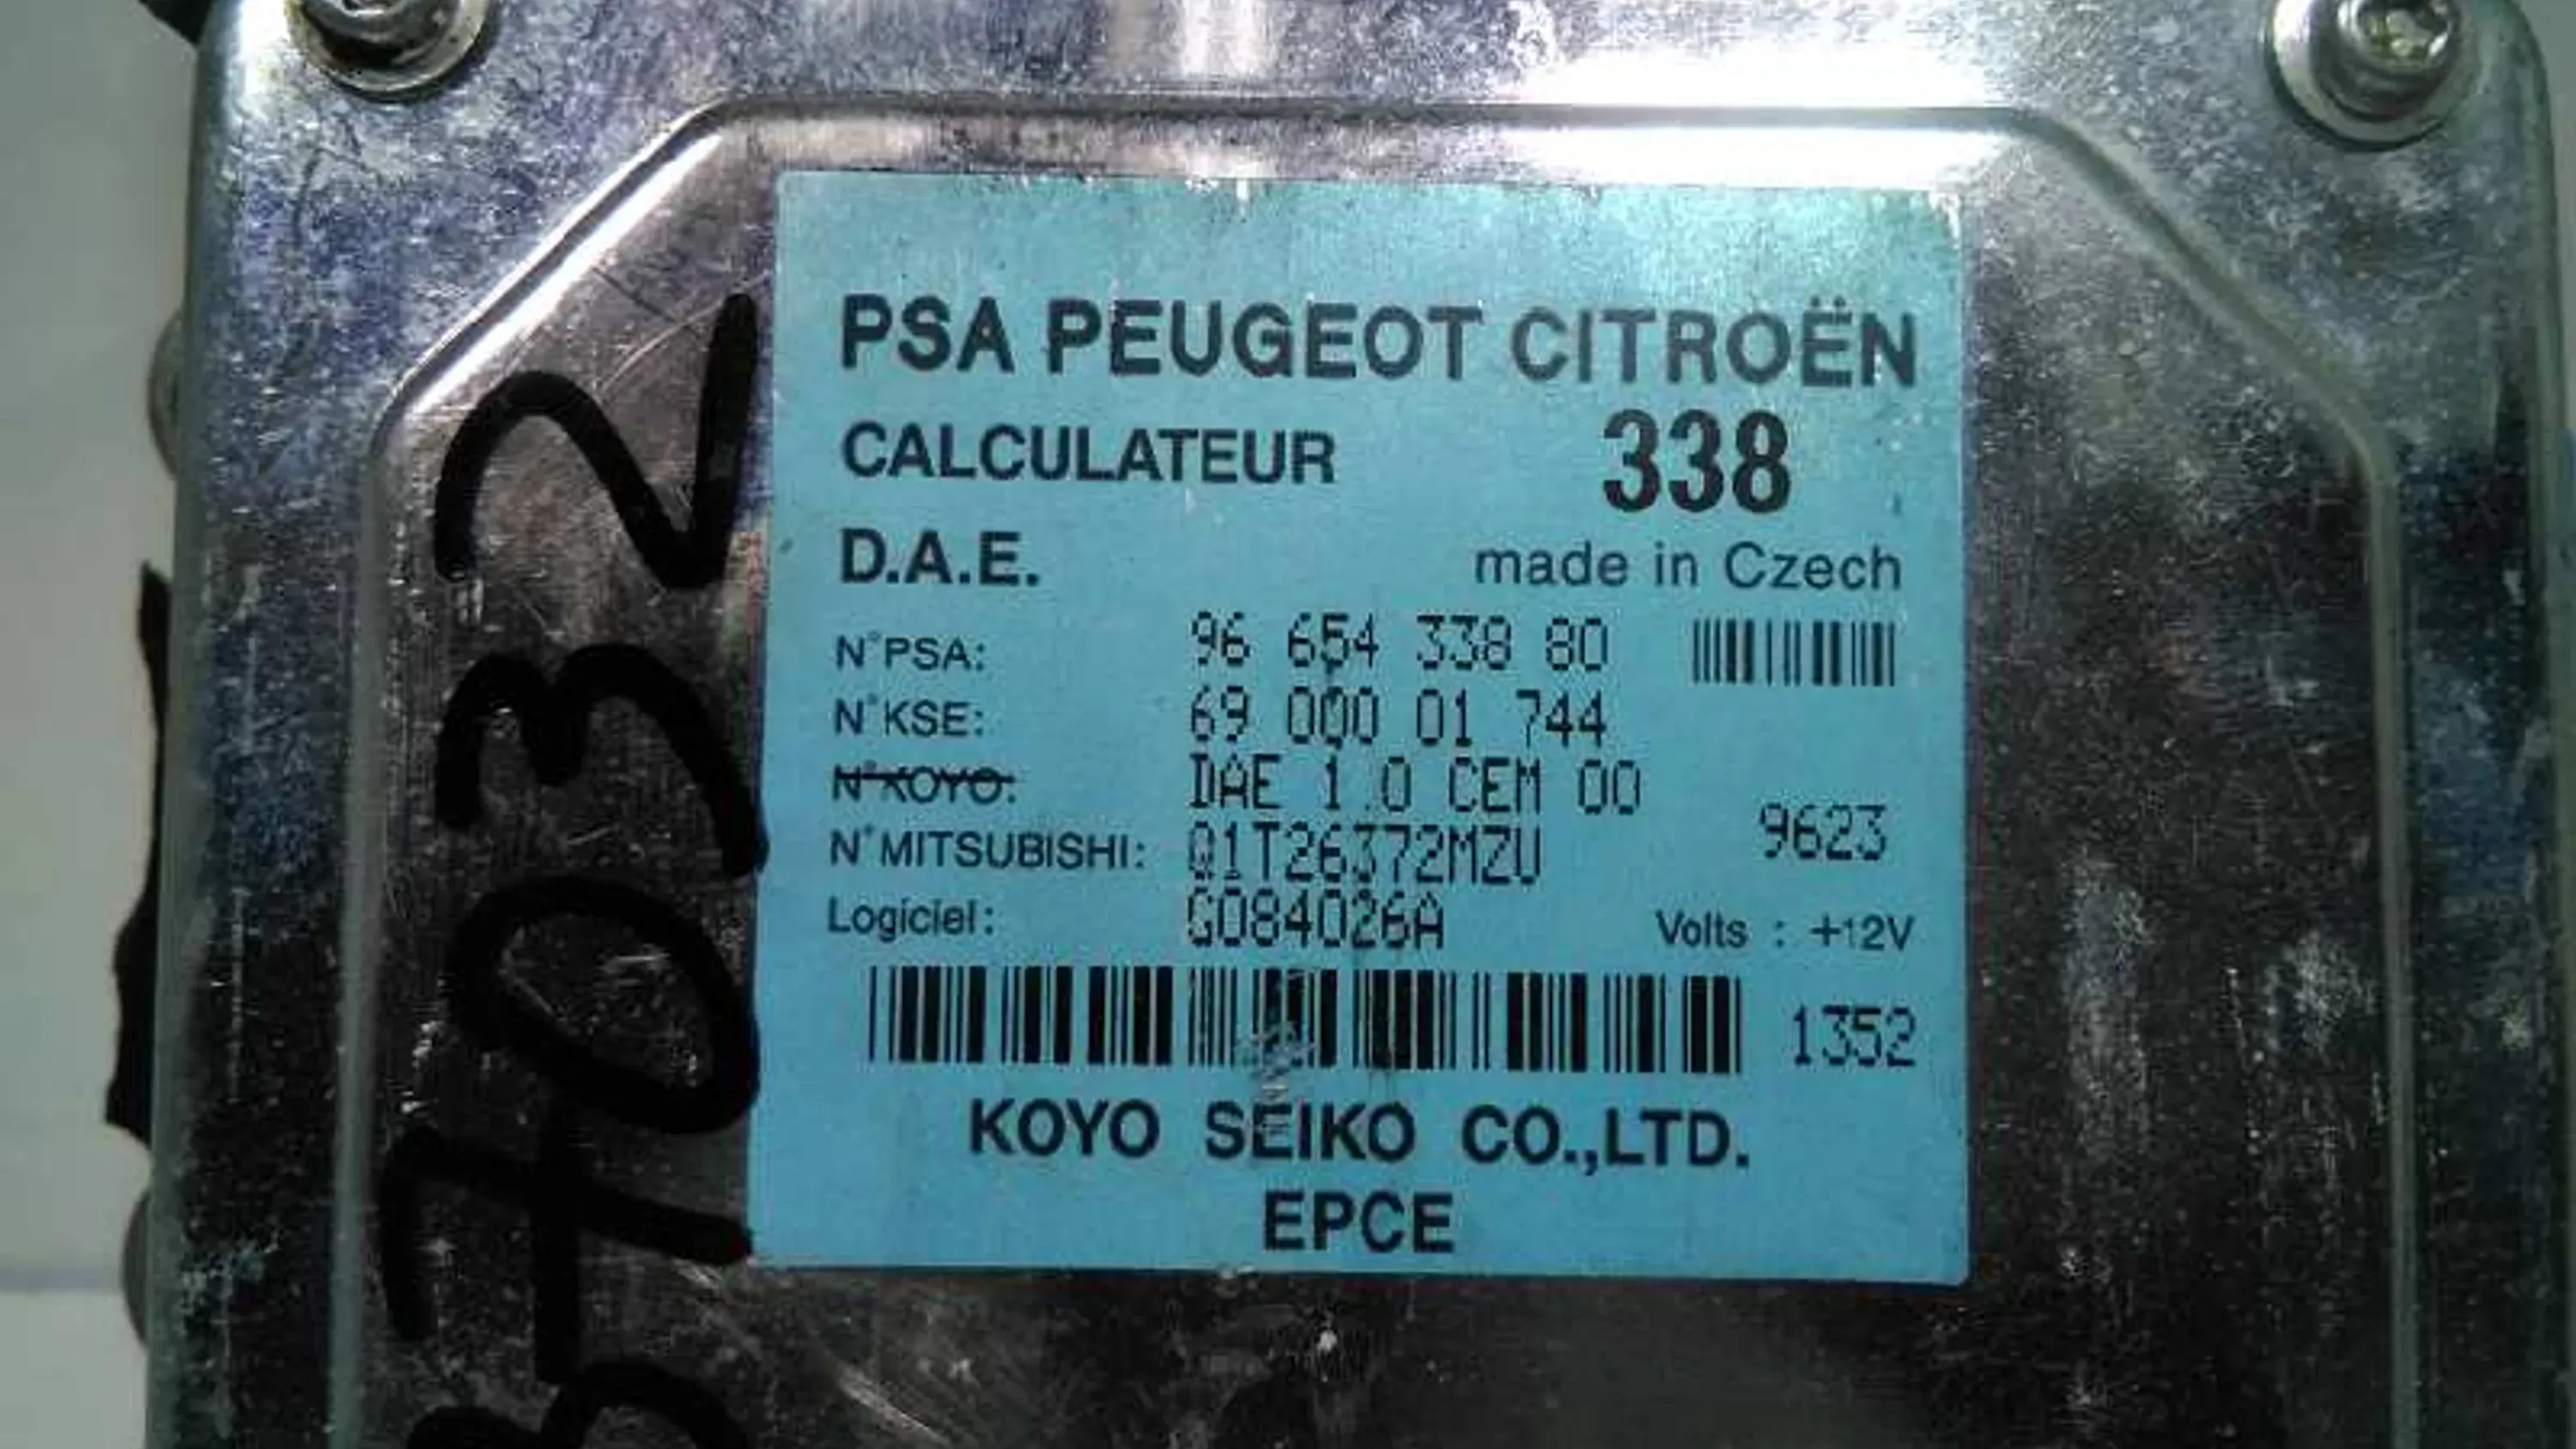 PSA PEUGEOT CITROËN
CALCULATEUR 338
D.A.E. made in Czech
N°PSA: 96 654 338 80
N°KSE: 69 000 01 744
N°KOYO: DAE 1.0 CEM 00
9623
N°MITSUBISHI: Q1T26372MZU
Logiciel: G084026A Volts : +12V
1352
KOYO SEIKO CO.,LTD.
EPCE